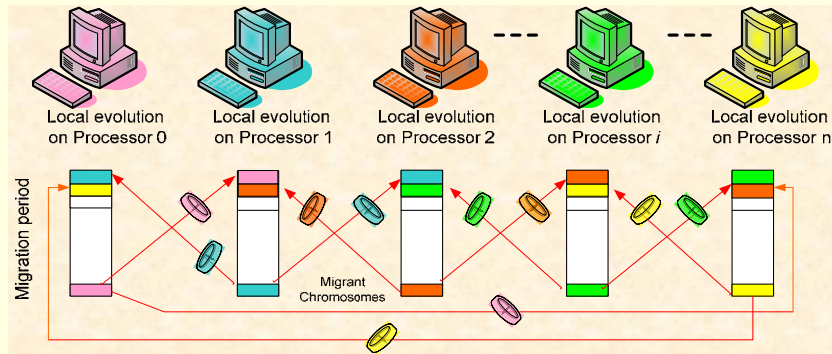 Local evolution
on Processor 0
Local evolution
on Processor 1
Local evolution
on Processor 2
Local evolution
on Processor i
Local evolution
on Processor n
Migration period
Migrant
Chromosomes